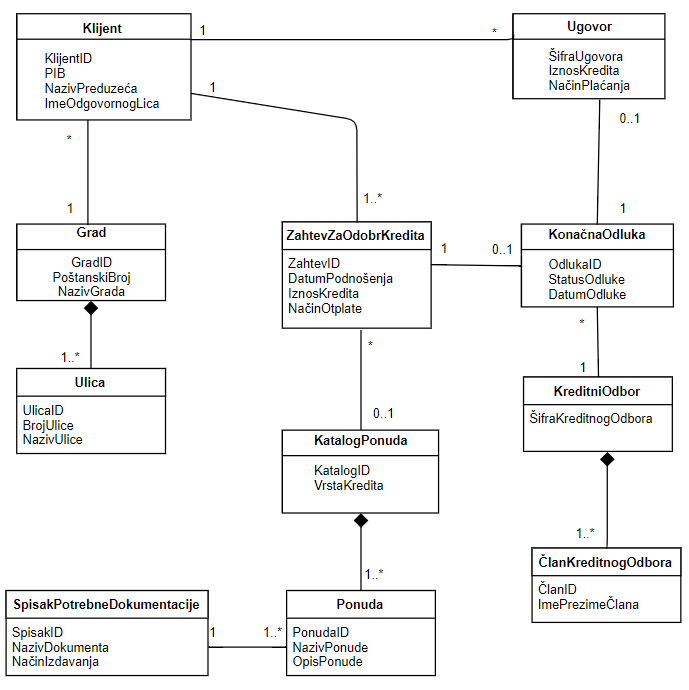 Klijent
KlijentID
PIB
NazivPreduzeća
ImeOdgovornogLica
1
*
Ugovor
ŠifraUgovora
IznosKredita
NačinPlaćanja
1
*
0..1
1
1..*
1
Grad
GradID
PoštanskiBroj
NazivGrada
ZahtevZaOdobrKredita
ZahtevID
DatumPodnošenja
IznosKredita
NačinOtplate
1
0..1
KonačnaOdluka
OdlukaID
StatusOdluke
DatumOdluke
1..*
*
*
1
Ulica
UlicaID
BrojUlice
NazivUlice
0..1
KreditniOdbor
ŠifraKreditnogOdbora
KatalogPonuda
KatalogID
VrstaKredita
1..*
1..*
ČlanKreditnogOdbora
ČlanID
ImePrezimeČlana
SpisakPotrebneDokumentacije
SpisakID
NazivDokumenta
NačinIzdavanja
1
1..*
Ponuda
PonudaID
NazivPonude
OpisPonude